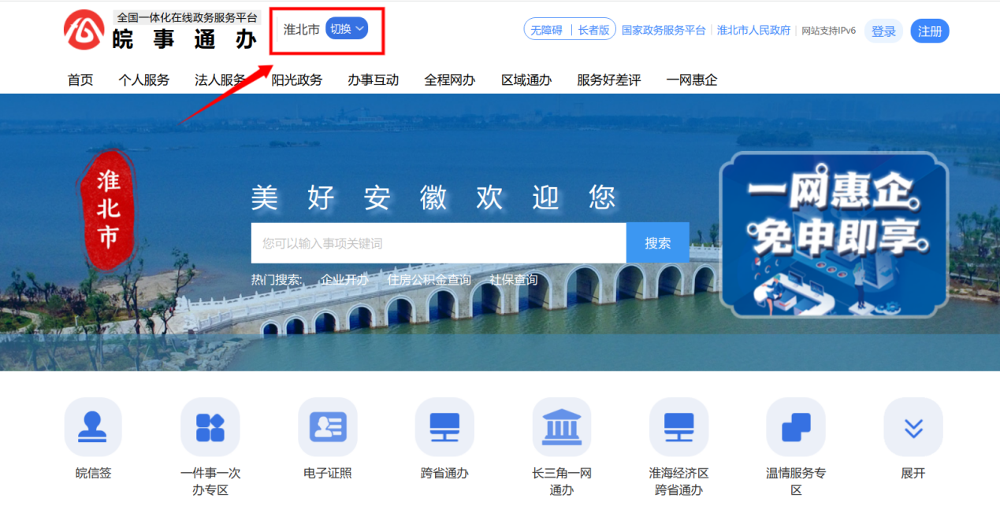 全国一体化在线政务服务平台
皖事通办
淮北市 切换
无障碍 | 长者版 国家政务服务平台 | 淮北市人民政府 | 网站支持IPv6 登录 注册
首页 个人服务 法人服务 阳光政务 办事互动 全程网办 区域通办 服务好差评 一网惠企
淮北市
美好安徽欢迎您
您可以输入事项关键词 搜索
热门搜索: 企业开办 住房公积金查询 社保查询
一网惠企
免申即享
皖信签
一件事一次
办专区
电子证照
跨省通办
长三角一网
通办
淮海经济区
跨省通办
温情服务专
区
展开